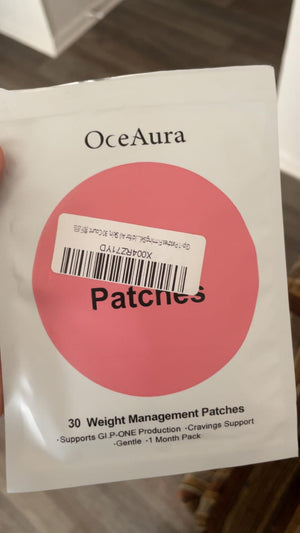 OceAura
X004RZ71YD
Patches
30 Weight Management Patches
·Supports GLP-ONE Production ·Cravings Support
·Gentle ·1 Month Pack